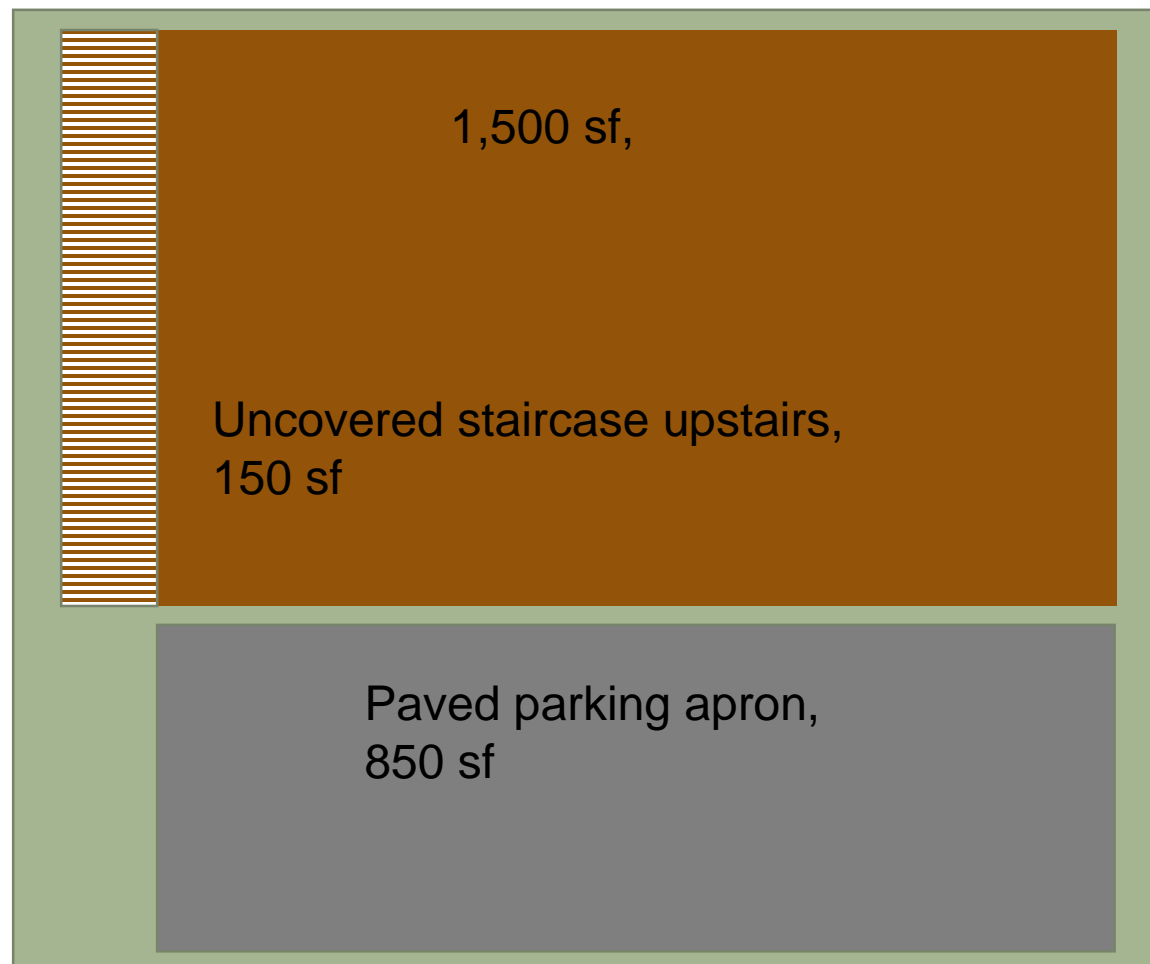 1,500 sf,
Uncovered staircase upstairs,
150 sf
Paved parking apron,
850 sf